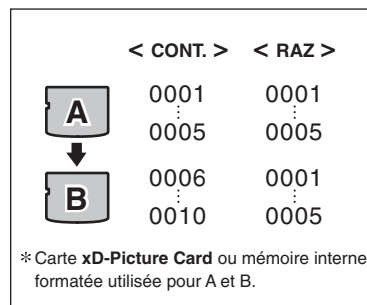 < CONT. > < RAZ >
A 0001 0001
0005 0005
B 0006 0001
0010 0005
* Carte xD-Picture Card ou mémoire interne
formatée utilisée pour A et B.